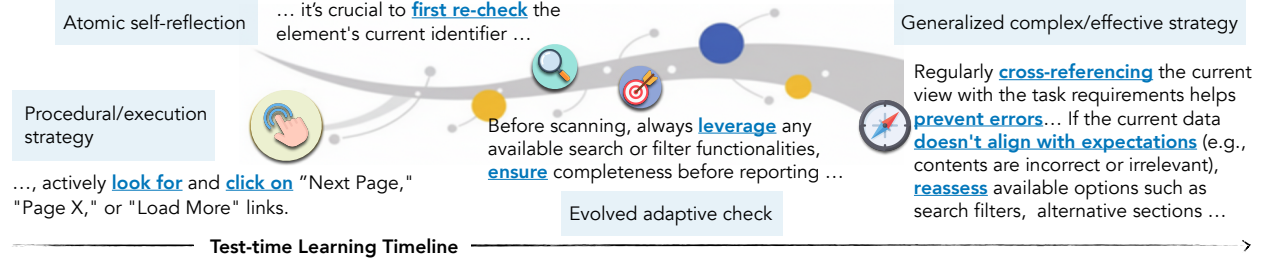 Atomic self-reflection
… it's crucial to first re-check the
element's current identifier …
Generalized complex/effective strategy
Procedural/execution
strategy
…, actively look for and click on “Next Page,"
"Page X," or "Load More" links.
Before scanning, always leverage any
available search or filter functionalities,
ensure completeness before reporting …
Evolved adaptive check
Regularly cross-referencing the current
view with the task requirements helps
prevent errors… If the current data
doesn't align with expectations (e.g.,
contents are incorrect or irrelevant),
reassess available options such as
search filters, alternative sections …
Test-time Learning Timeline